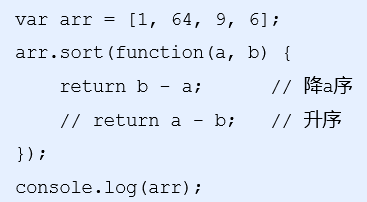 var arr = [1, 64, 9, 6];
arr.sort(function(a, b) {
    return b - a;      // 降a序
    // return a - b;   // 升序
});
console.log(arr);